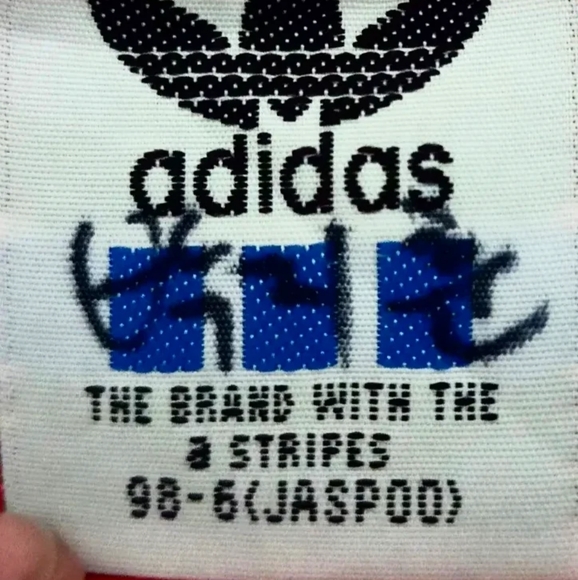 adidas
THE BRAND WITH THE
3 STRIPES
98-6(JASPOO)